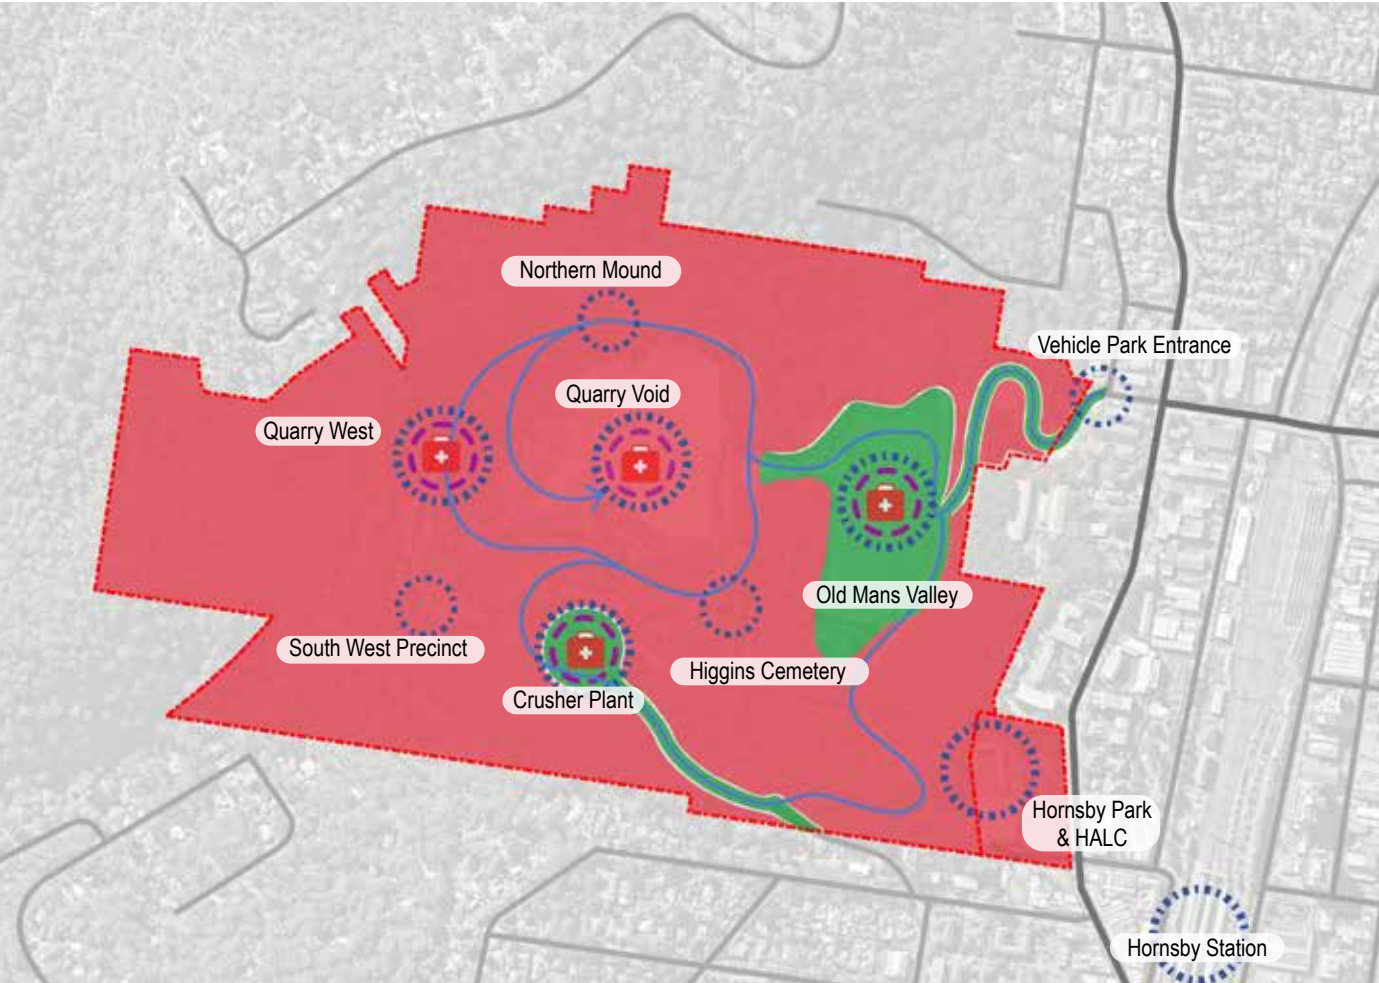 Northern Mound
Vehicle Park Entrance
Quarry Void
Quarry West
Old Mans Valley
South West Precinct
Higgins Cemetery
Crusher Plant
Hornsby Park
& HALC
Hornsby Station